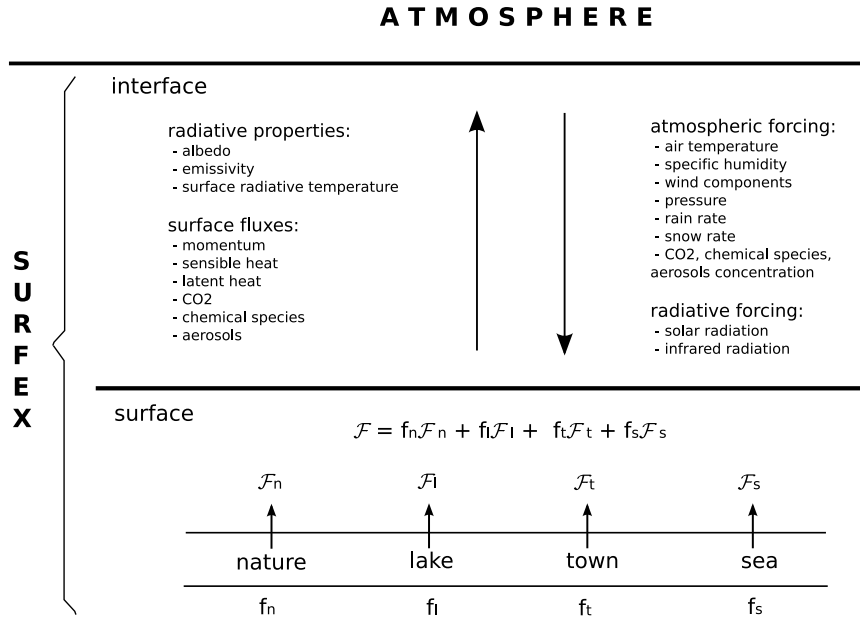 A T M O S P H E R E
S
U
R
F
E
X
interface
radiative properties:
- albedo
- emissivity
- surface radiative temperature
surface fluxes:
- momentum
- sensible heat
- latent heat
- CO2
- chemical species
- aerosols
atmospheric forcing:
- air temperature
- specific humidity
- wind components
- pressure
- rain rate
- snow rate
- CO2, chemical species,
aerosols concentration
radiative forcing:
- solar radiation
- infrared radiation
surface
ℱ = fnℱn + flℱl + ftℱt + fsℱs
ℱn ℱl ℱt ℱs
nature lake town sea
fn fl ft fs